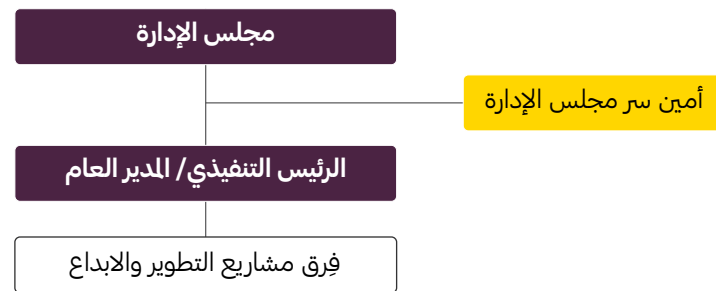 مجلس الإدارة
أمين سر مجلس الإدارة
الرئيس التنفيذي/ المدير العام
فِرق مشاريع التطوير والابداع